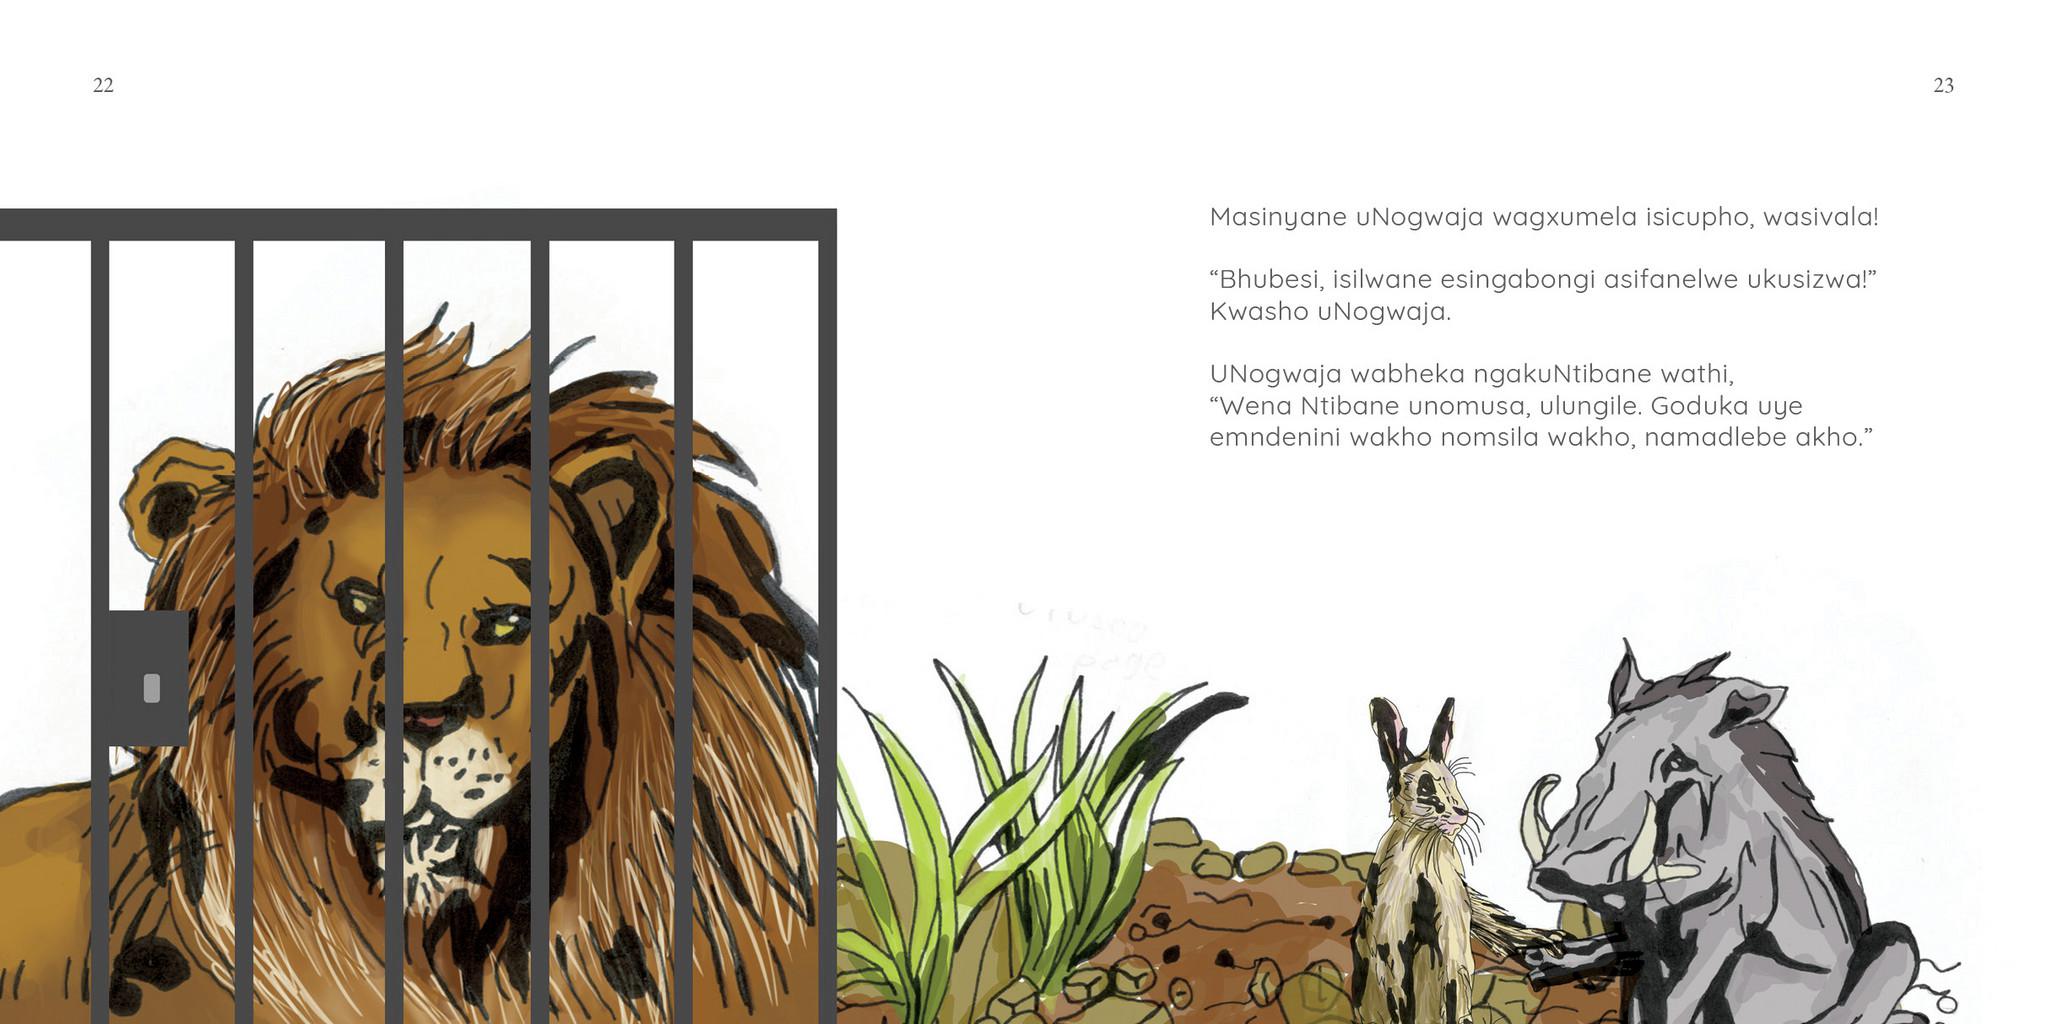 22
23
Masinyane uNogwaja wagxumela isicupho, wasivala!
“Bhubesi, isilwane esingabongi asifanelwe ukusizwa!”
Kwasho uNogwaja.
UNogwaja wabheka ngakuNtibane wathi,
“Wena Ntibane unomusa, ulungile. Goduka uye
emndenini wakho nomsila wakho, namadlebe akho.”
page